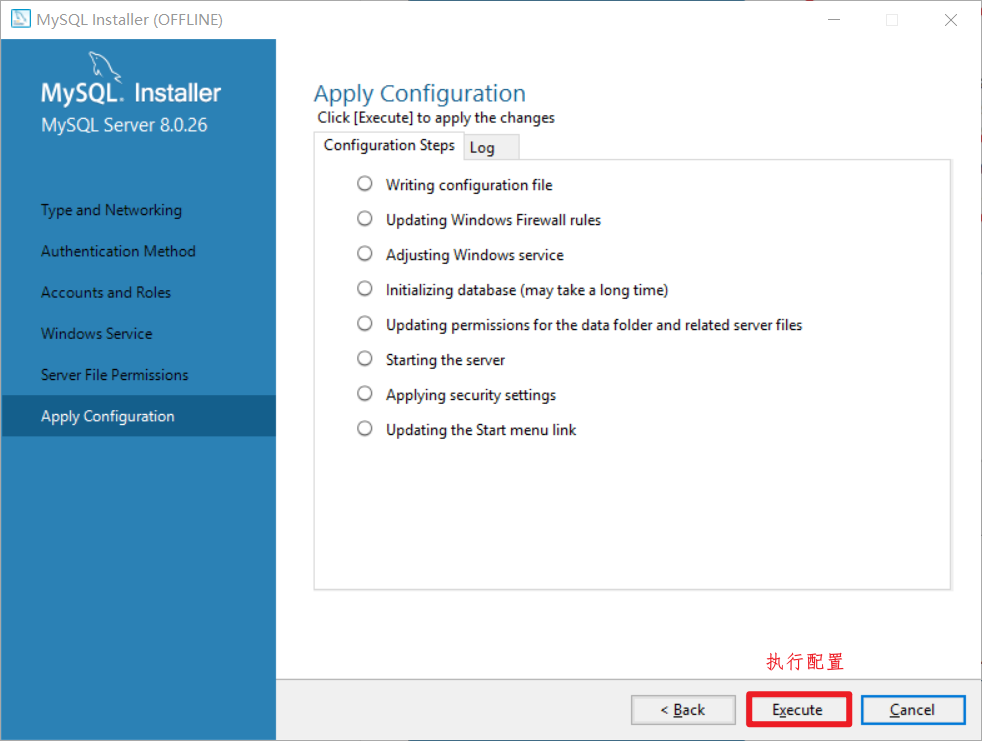 MySQL Installer (OFFLINE)
MySQL. Installer
MySQL Server 8.0.26
Type and Networking
Authentication Method
Accounts and Roles
Windows Service
Server File Permissions
Apply Configuration
Apply Configuration
Click [Execute] to apply the changes
Configuration Steps Log
Writing configuration file
Updating Windows Firewall rules
Adjusting Windows service
Initializing database (may take a long time)
Updating permissions for the data folder and related server files
Starting the server
Applying security settings
Updating the Start menu link
执行配置
< Back Execute Cancel